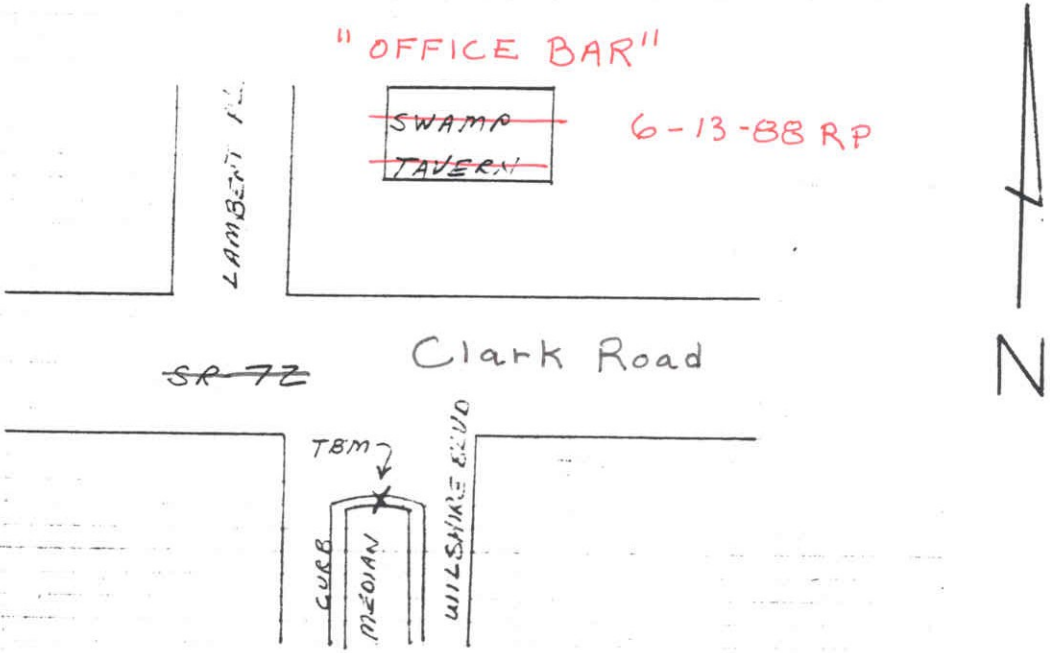 "OFFICE BAR"
SWAMP
TAVERN
6-13-88 RP
LAMBENT PL.
Clark Road
SR-72
N
TBM
WILSHIRE BLVD
CURB
MEDIAN